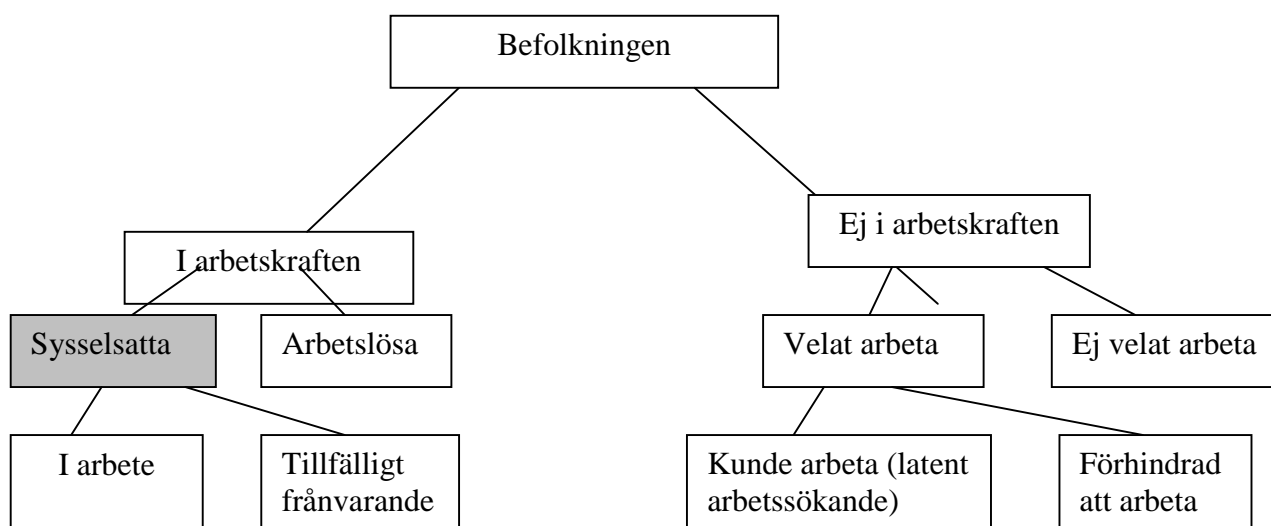 Befolkningen
I arbetskraften
Ej i arbetskraften
Sysselsatta
Arbetslösa
Velat arbeta
Ej velat arbeta
I arbete
Tillfälligt
frånvarande
Kunde arbeta (latent
arbetssökande)
Förhindrad
att arbeta